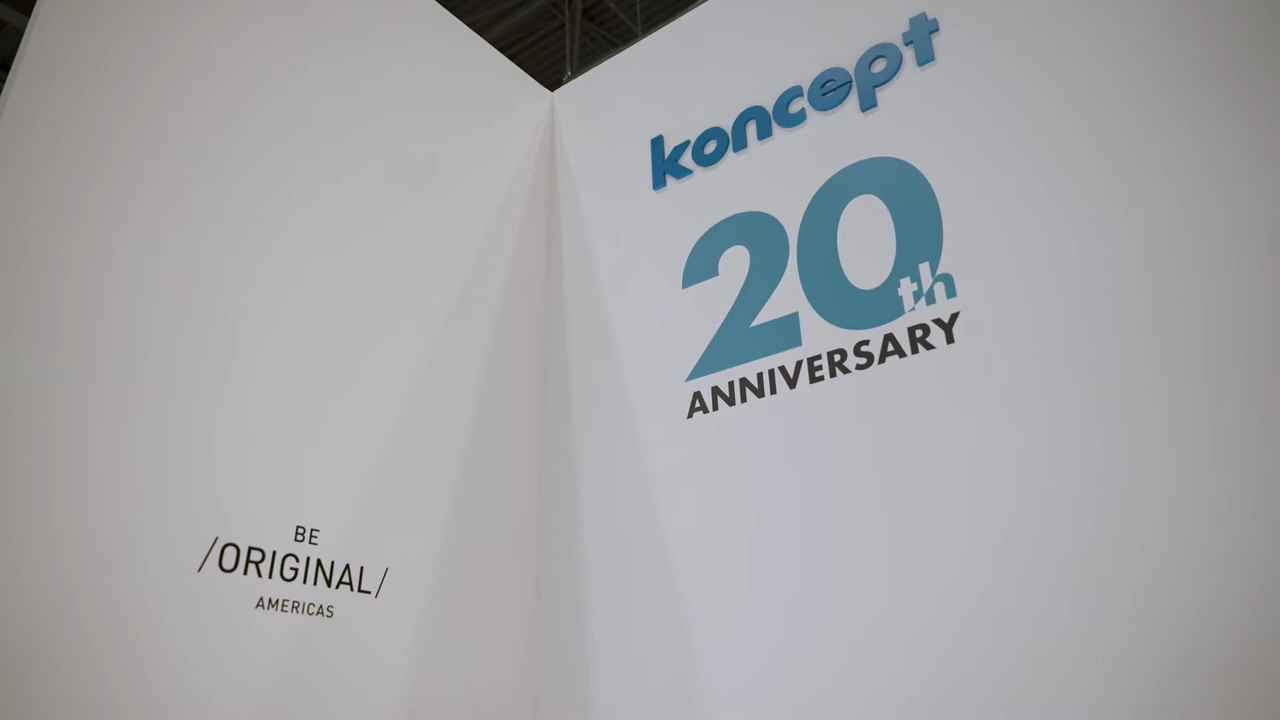 koncept
20th
ANNIVERSARY
BE
/ORIGINAL/
AMERICAS